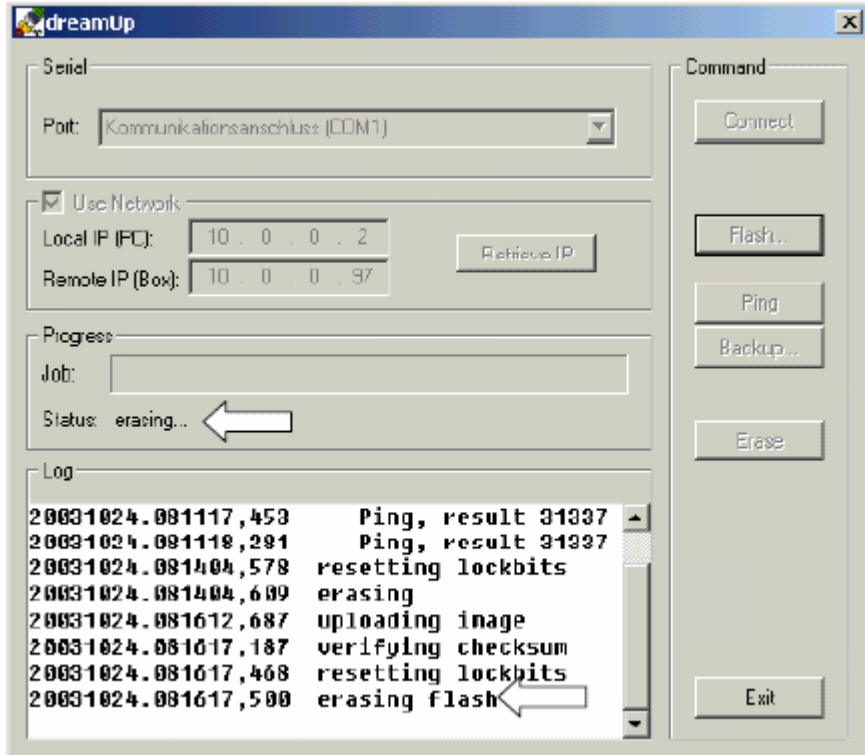 dreamUp
Serial
Port: Kommunikationsanschluss (COM1)
Use Network
Local IP (PC): 10 . 0 . 0 . 2
Remote IP (Box): 10 . 0 . 0 . 97
Retrieve IP
Progress
Job:
Status: erasing...
Log
20031024.081117,453 Ping, result 31337
20031024.081118,281 Ping, result 31337
20031024.081404,578 resetting lockbits
20031024.081404,609 erasing
20031024.081612,687 uploading image
20031024.081617,187 verifying checksum
20031024.081617,468 resetting lockbits
20031024.081617,500 erasing flash
Command
Connect
Flash...
Ping
Backup...
Erase
Exit